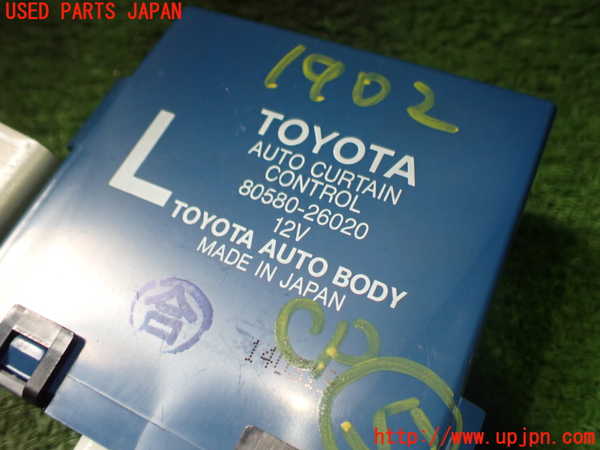 USED PARTS JAPAN
1902
L
TOYOTA
AUTO CURTAIN
CONTROL
80580-26020
12V
TOYOTA AUTO BODY
MADE IN JAPAN
合
CP
http://www.upjpn.com